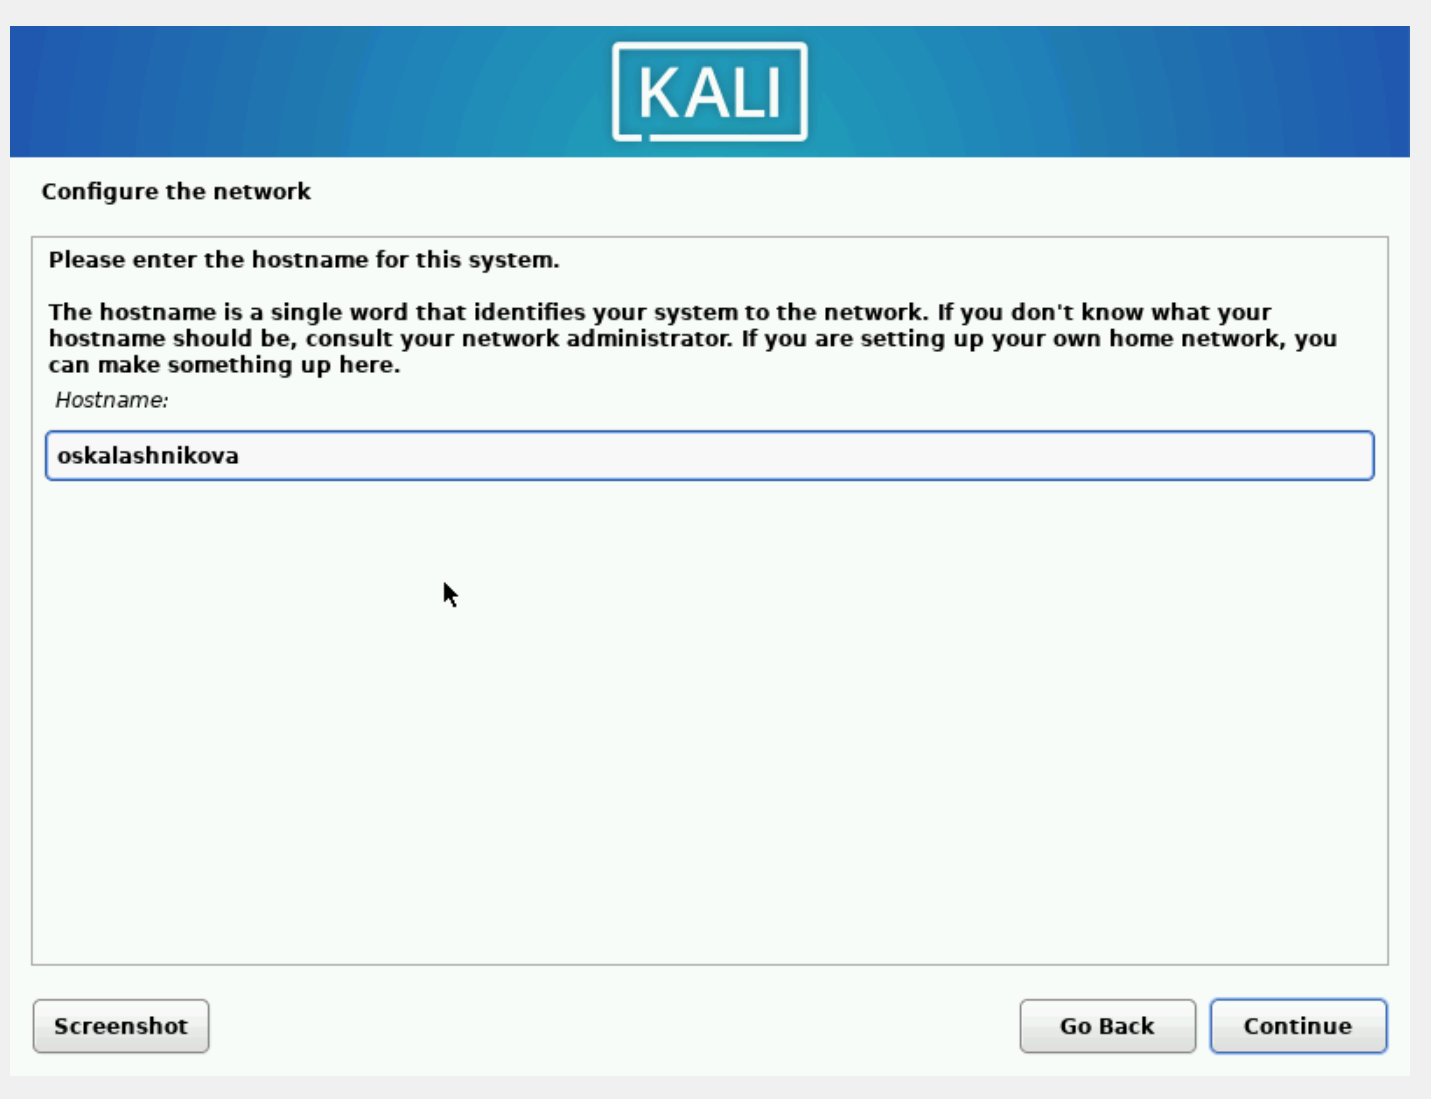 KALI
Configure the network
Please enter the hostname for this system.
The hostname is a single word that identifies your system to the network. If you don't know what your
hostname should be, consult your network administrator. If you are setting up your own home network, you
can make something up here.
Hostname:
oskalashnikova
Screenshot
Go Back
Continue